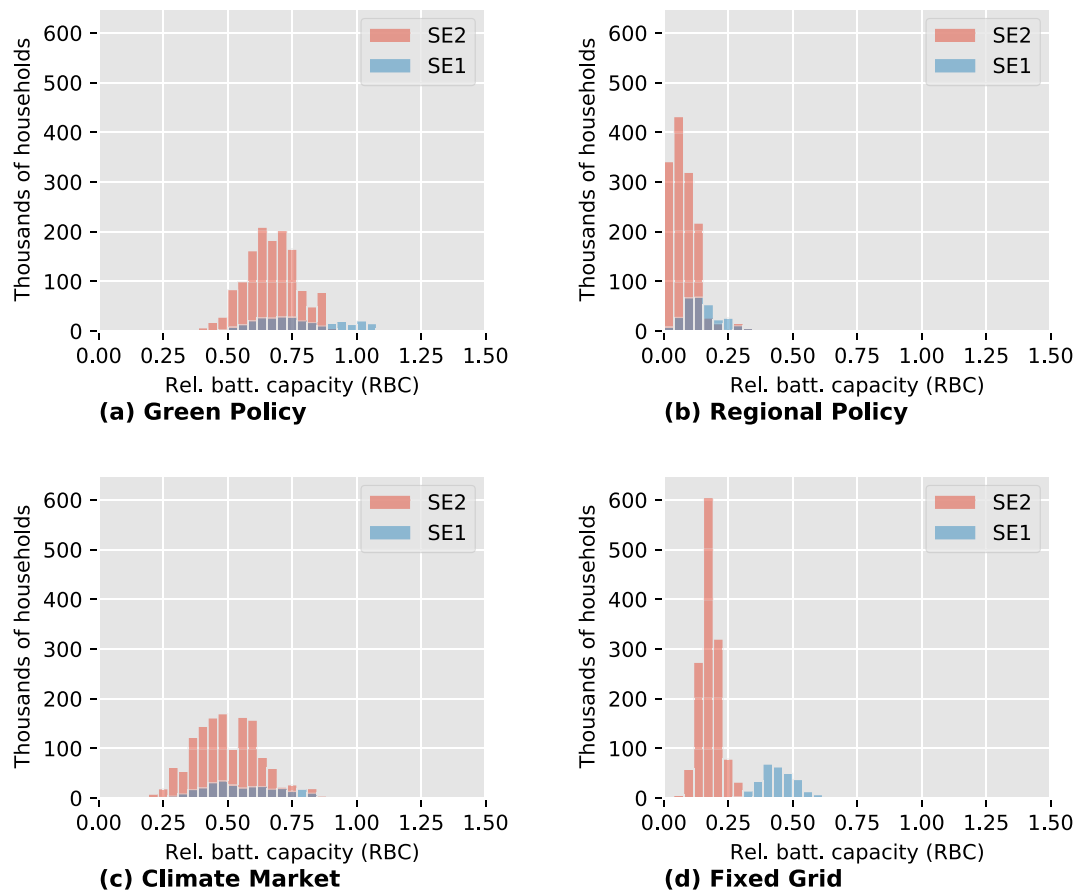 600
500
400
300
200
100
0
Thousands of households
SE2
SE1
0.00 0.25 0.50 0.75 1.00 1.25 1.50
Rel. batt. capacity (RBC)
(a) Green Policy
600
500
400
300
200
100
0
Thousands of households
SE2
SE1
0.00 0.25 0.50 0.75 1.00 1.25 1.50
Rel. batt. capacity (RBC)
(b) Regional Policy
600
500
400
300
200
100
0
Thousands of households
SE2
SE1
0.00 0.25 0.50 0.75 1.00 1.25 1.50
Rel. batt. capacity (RBC)
(c) Climate Market
600
500
400
300
200
100
0
Thousands of households
SE2
SE1
0.00 0.25 0.50 0.75 1.00 1.25 1.50
Rel. batt. capacity (RBC)
(d) Fixed Grid